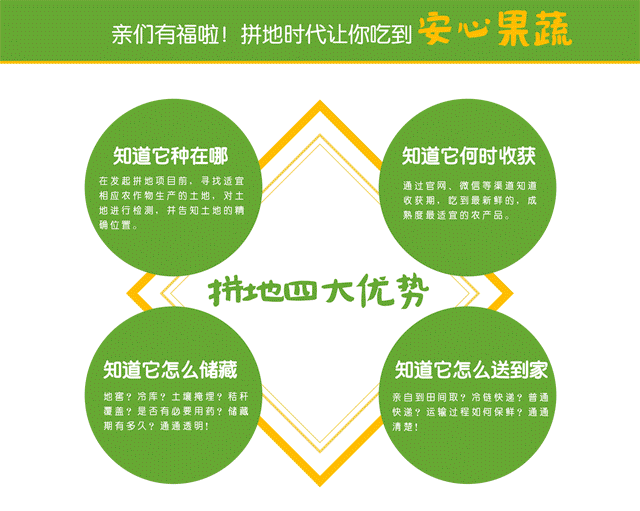 亲们有福啦！拼地时代让你吃到安心果蔬
知道它种在哪
在发起拼地项目前，寻找适宜
相应农作物生产的土地，对土
地进行检测，并告知土地的精
确位置。
知道它何时收获
通过官网、微信等渠道知道
收获期，吃到最新鲜的，成
熟度最适宜的农产品。
拼地四大优势
知道它怎么储藏
地窖？冷库？土壤掩埋？秸秆
覆盖？是否有必要用药？储藏
期有多久？通通透明！
知道它怎么送到家
亲自到田间取？冷链快递？普通
快递？运输过程如何保鲜？通通
清楚！